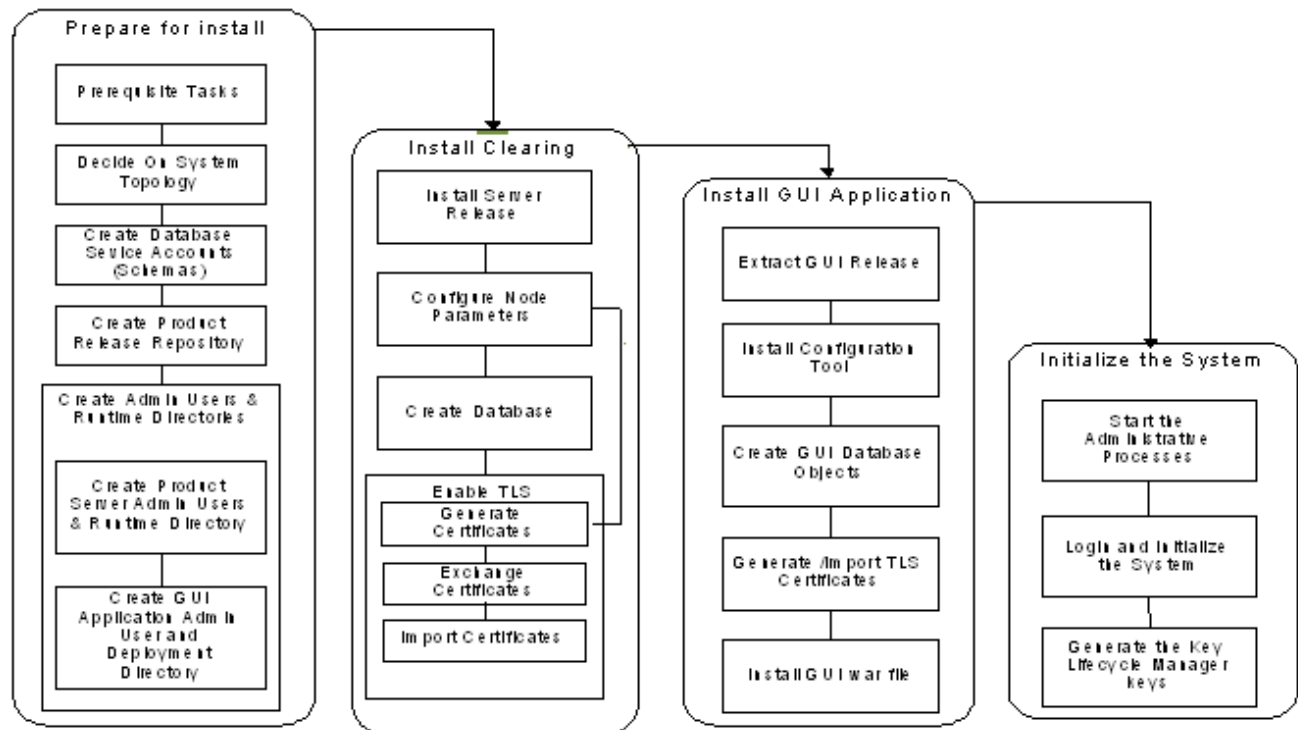 Prepare for install
Prerequisite Tasks
Decide On System
Topology
Create Database
Service Accounts
(Schemas)
Create Product
Release Repository
Create Admin Users &
Runtime Directories
Create Product
Server Admin Users
& Runtime Directory
Create GUI
Application Admin
User and
Deployment
Directory
Install Clearing
Install Server
Release
Configure Node
Parameters
Create Database
Enable TLS
Generate
Certificates
Exchange
Certificates
Import Certificates
Install GUI Application
Extract GUI Release
Install Configuration
Tool
Create GUI Database
Objects
Generate /Import TLS
Certificates
Install GUI war file
Initialize the System
Start the
Administrative
Processes
Login and Initialize
the System
Generate the Key
Lifecycle Manager
keys